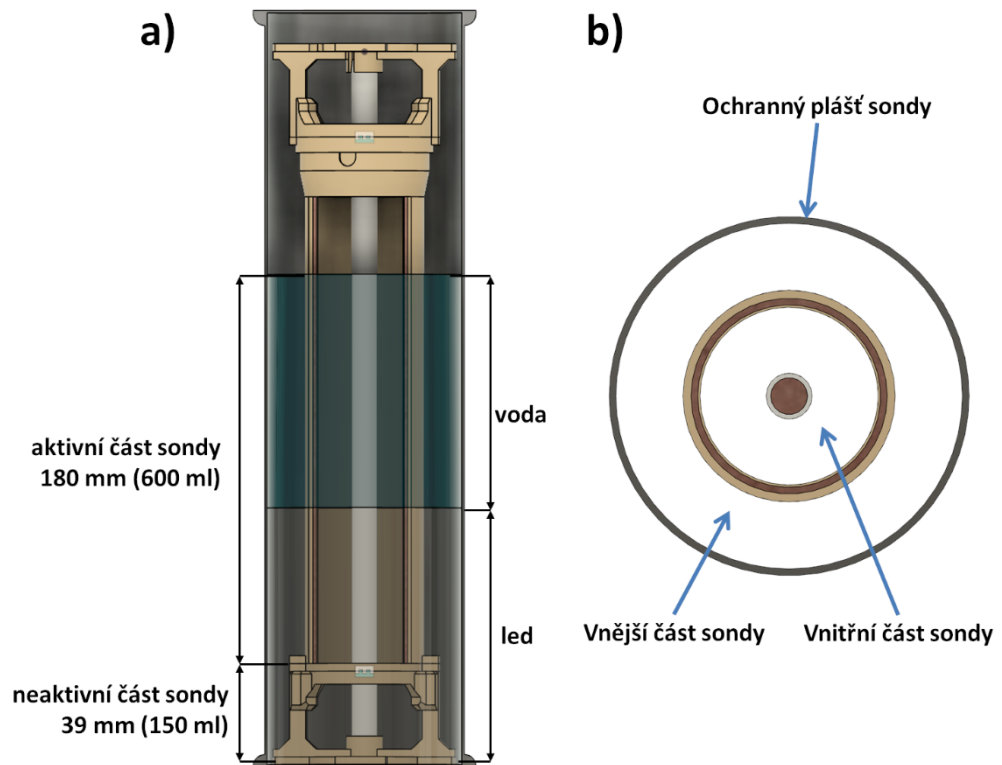 a)
b)
Ochranný plášť sondy
voda
aktivní část sondy
180 mm (600 ml)
led
Vnější část sondy
Vnitřní část sondy
neaktivní část sondy
39 mm (150 ml)